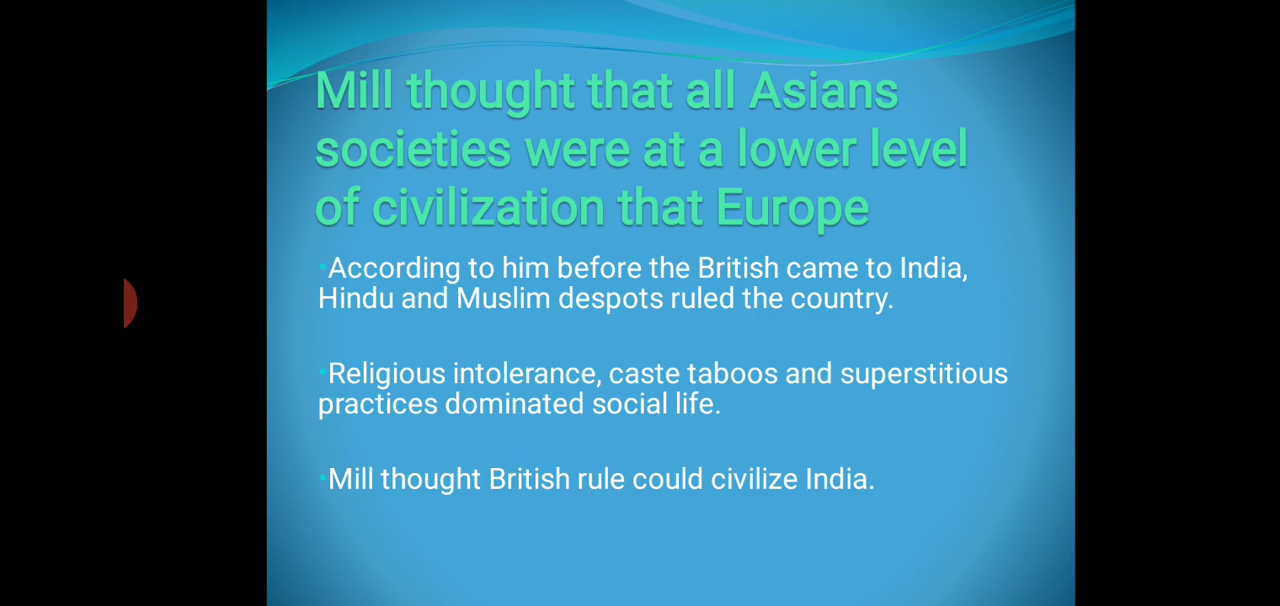 Mill thought that all Asians
societies were at a lower level
of civilization that Europe
•According to him before the British came to India,
Hindu and Muslim despots ruled the country.
•Religious intolerance, caste taboos and superstitious
practices dominated social life.
•Mill thought British rule could civilize India.